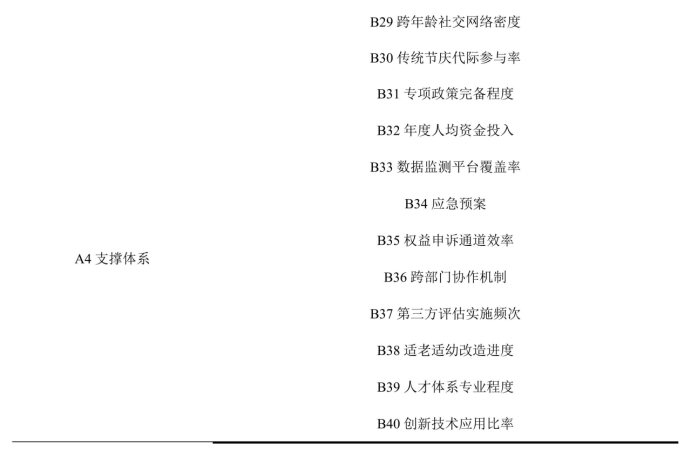 B29 跨年龄社交网络密度
B30 传统节庆代际参与率
B31 专项政策完备程度
B32 年度人均资金投入
B33 数据监测平台覆盖率
B34 应急预案
B35 权益申诉通道效率
A4 支撑体系
B36 跨部门协作机制
B37 第三方评估实施频次
B38 适老适幼改造进度
B39 人才体系专业程度
B40 创新技术应用比率